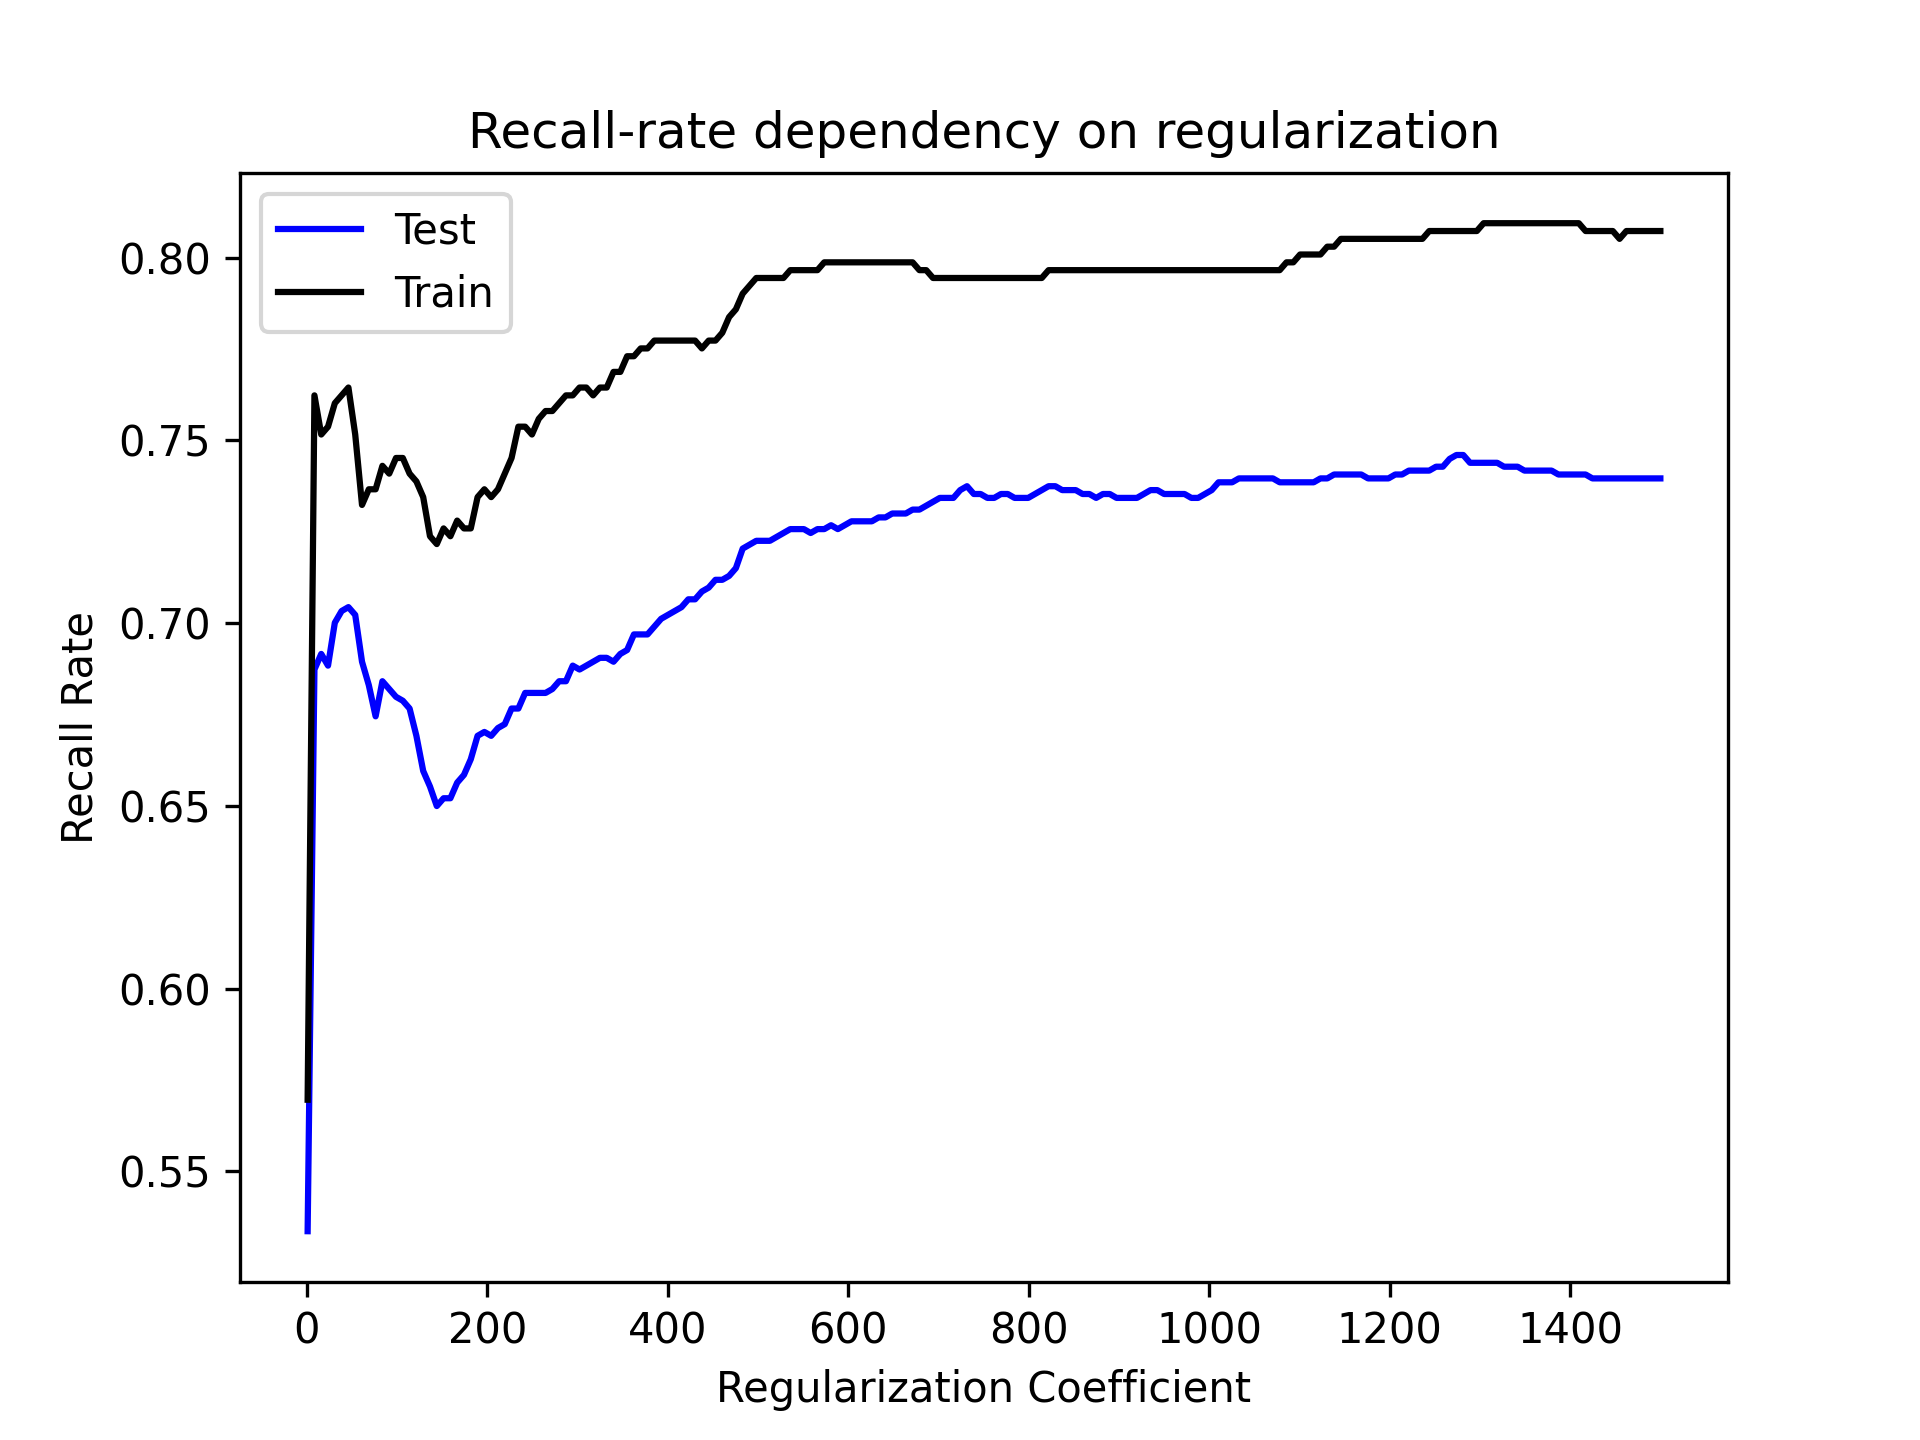 Recall-rate dependency on regularization
Test
Train
0.80
0.75
0.70
0.65
0.60
0.55
Recall Rate
0 200 400 600 800 1000 1200 1400
Regularization Coefficient